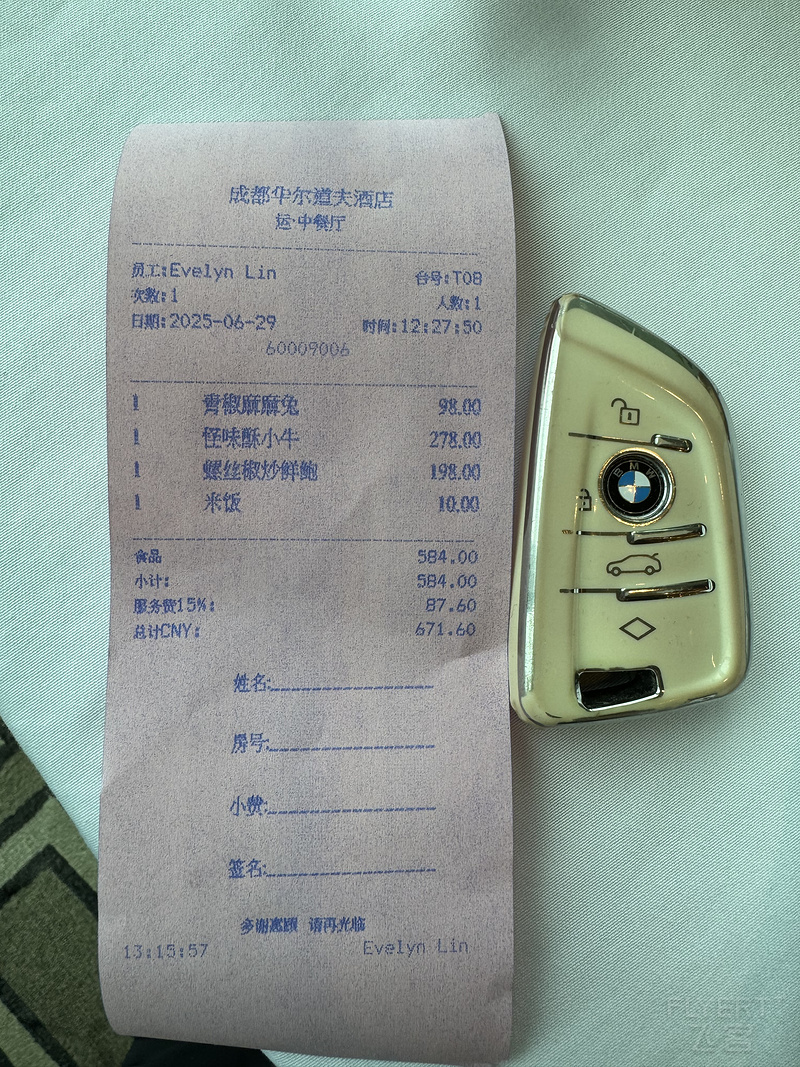 成都华尔道夫酒店
运·中餐厅
员工:Evelyn Lin 台号:T08
次数:1 人数:1
日期:2025-06-29 时间:12:27:50
60009006
1 青椒麻麻兔 98.00
1 怪味酥小牛 278.00
1 螺丝椒炒鲜鲍 198.00
1 米饭 10.00
食品 584.00
小计: 584.00
服务费15%: 87.60
总计CNY: 671.60
姓名:
房号:
小费:
签名:
多谢惠顾 请再光临
13:15:57 Evelyn Lin
BMW
FLYERT
飞客